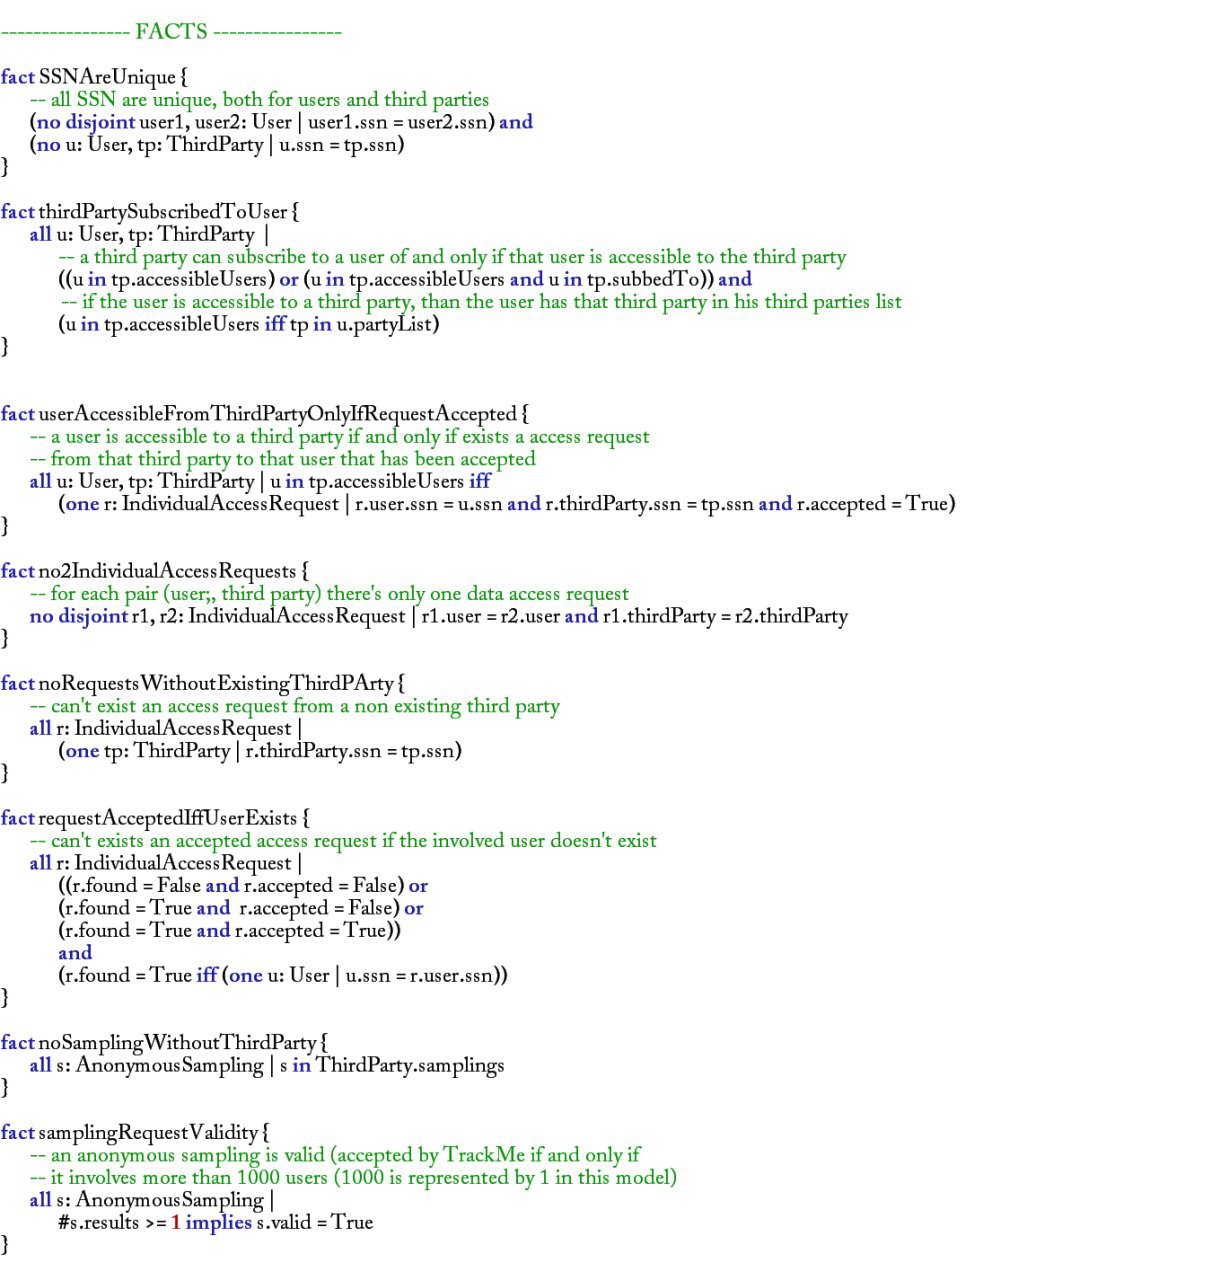 ---------------- FACTS ----------------
fact SSNAreUnique {
-- all SSN are unique, both for users and third parties
(no disjoint user1, user2: User | user1.ssn = user2.ssn) and
(no u: User, tp: ThirdParty | u.ssn = tp.ssn)
}
fact thirdPartySubscribedToUser {
all u: User, tp: ThirdParty |
-- a third party can subscribe to a user of and only if that user is accessible to the third party
((u in tp.accessibleUsers) or (u in tp.accessibleUsers and u in tp.subbedTo)) and
-- if the user is accessible to a third party, than the user has that third party in his third parties list
(u in tp.accessibleUsers iff tp in u.partyList)
}
fact userAccessibleFromThirdPartyOnlyIfRequestAccepted {
-- a user is accessible to a third party if and only if exists a access request
-- from that third party to that user that has been accepted
all u: User, tp: ThirdParty | u in tp.accessibleUsers iff
(one r: IndividualAccessRequest | r.user.ssn = u.ssn and r.thirdParty.ssn = tp.ssn and r.accepted = True)
}
fact no2IndividualAccessRequests {
-- for each pair (user;, third party) there's only one data access request
no disjoint r1, r2: IndividualAccessRequest | r1.user = r2.user and r1.thirdParty = r2.thirdParty
}
fact noRequestsWithoutExistingThirdPArty {
-- can't exist an access request from a non existing third party
all r: IndividualAccessRequest |
(one tp: ThirdParty | r.thirdParty.ssn = tp.ssn)
}
fact requestAcceptedIffUserExists {
-- can't exists an accepted access request if the involved user doesn't exist
all r: IndividualAccessRequest |
((r.found = False and r.accepted = False) or
(r.found = True and r.accepted = False) or
(r.found = True and r.accepted = True))
and
(r.found = True iff (one u: User | u.ssn = r.user.ssn))
}
fact noSamplingWithoutThirdParty {
all s: AnonymousSampling | s in ThirdParty.samplings
}
fact samplingRequestValidity {
-- an anonymous sampling is valid (accepted by TrackMe if and only if
-- it involves more than 1000 users (1000 is represented by 1 in this model)
all s: AnonymousSampling |
#s.results >= 1 implies s.valid = True
}